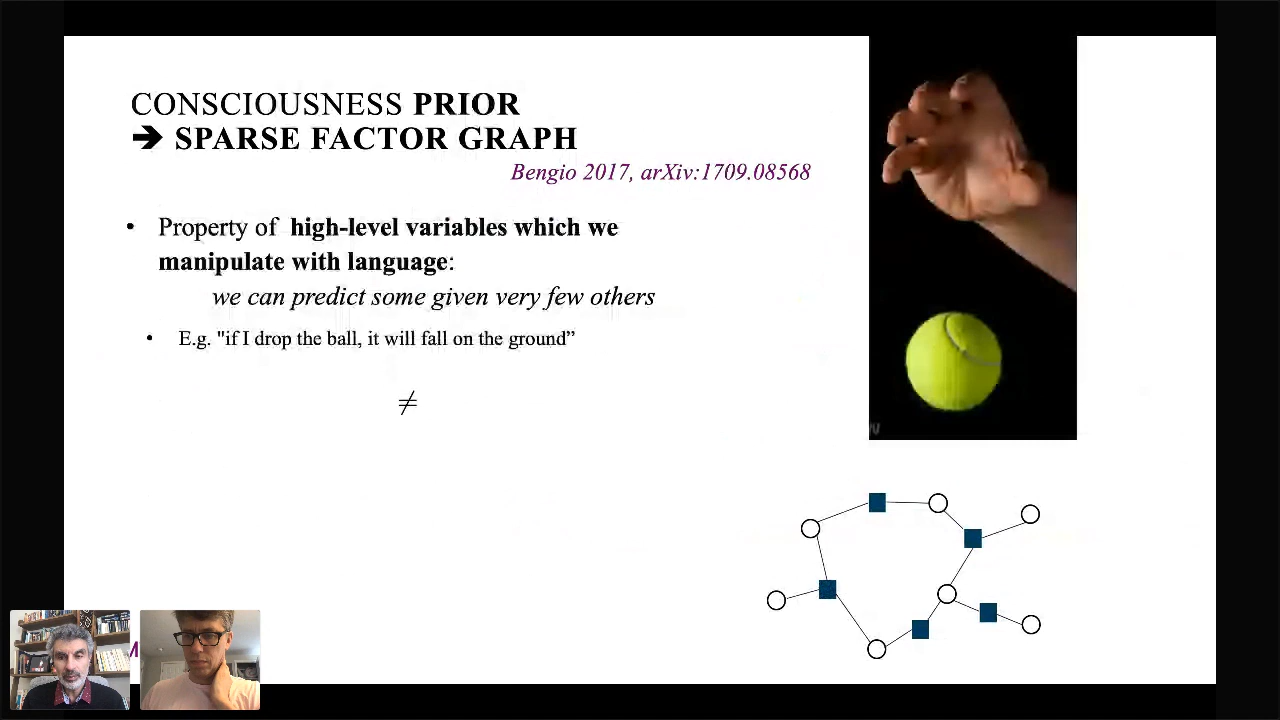 CONSCIOUSNESS PRIOR
➔ SPARSE FACTOR GRAPH
Bengio 2017, arXiv:1709.08568
• Property of high-level variables which we
manipulate with language:
we can predict some given very few others
• E.g. "if I drop the ball, it will fall on the ground”
≠